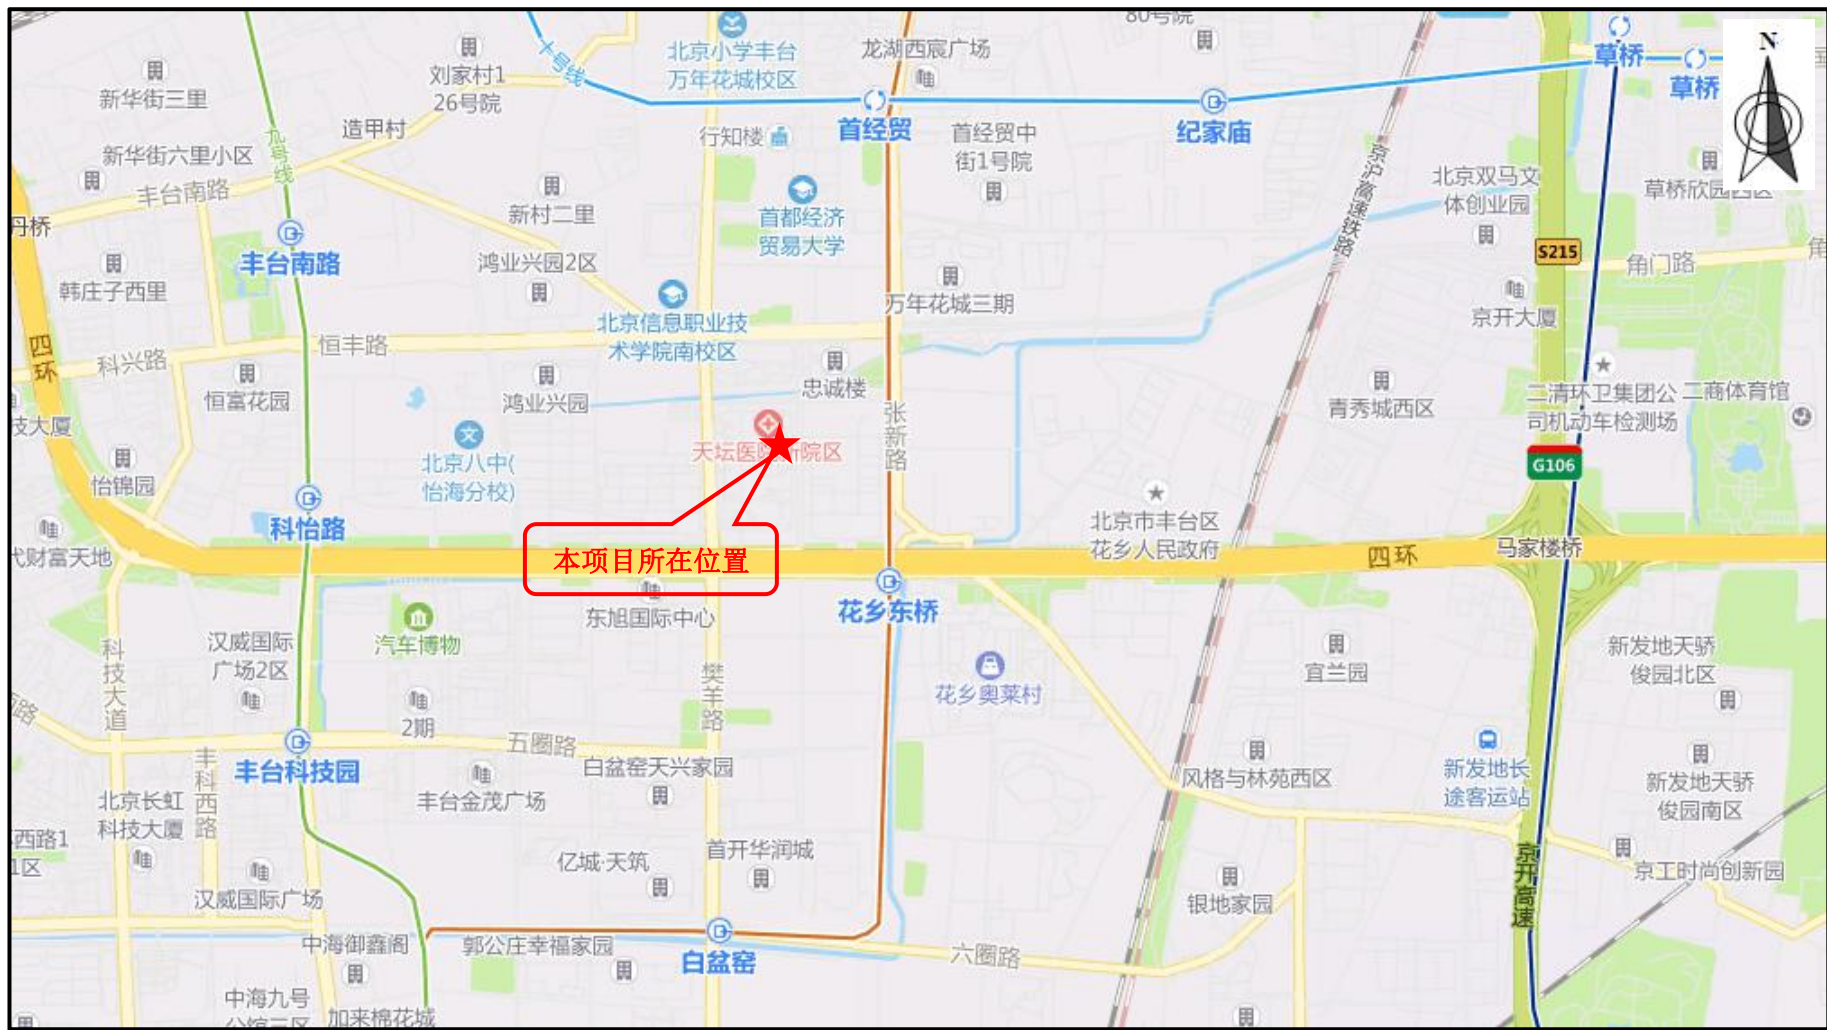 80号院
北京小学丰台
万年花城校区
龙湖西宸广场
草桥
草桥
N
十号线
刘家村1
26号院
新华街三里
造甲村
行知楼
首经贸
首经贸中
街1号院
纪家庙
九号线
新华街六里小区
丰台南路
丹桥
新村二里
首都经济
贸易大学
京沪高速铁路
北京双马文
体创业园
草桥欣园西区
丰台南路
鸿业兴园2区
S215
角门路
角
韩庄子西里
北京信息职业技
术学院南校区
万年花城三期
京开大厦
四环
科兴路
恒丰路
恒富花园
鸿业兴园
忠诚楼
青秀城西区
二清环卫集团公
司机动车检测场
二商体育馆
技大厦
张新路
天坛医院新院区
北京八中(
怡海分校)
怡锦园
G106
科怡路
北京市丰台区
花乡人民政府
代财富天地
本项目所在位置
四环
马家楼桥
东旭国际中心
花乡东桥
汽车博物
汉威国际
广场2区
科技大道
樊羊路
花乡奥莱村
宜兰园
新发地天骄
俊园北区
路
2期
五圈路
丰台科技园
丰科西路
白盆窑天兴家园
丰台金茂广场
风格与林苑西区
新发地长
途客运站
新发地天骄
俊园南区
北京长虹
科技大厦
西路1
1区
亿城·天筑
首开华润城
京开高速
京工时尚创新园
汉威国际广场
银地家园
中海御鑫阁
郭公庄幸福家园
白盆窑
六圈路
中海九号
公馆三区
加来棉花城